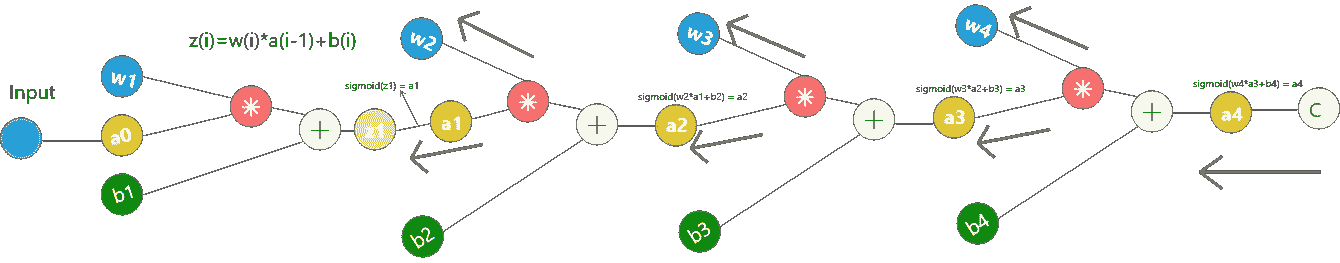 z(i)=w(i)*a(i-1)+b(i)
Input
w1
a0
b1
*
+
z1
sigmoid(z1) = a1
a1
w2
*
b2
+
sigmoid(w2*a1+b2) = a2
a2
w3
*
b3
+
sigmoid(w3*a2+b3) = a3
a3
w4
*
b4
+
sigmoid(w4*a3+b4) = a4
a4
C